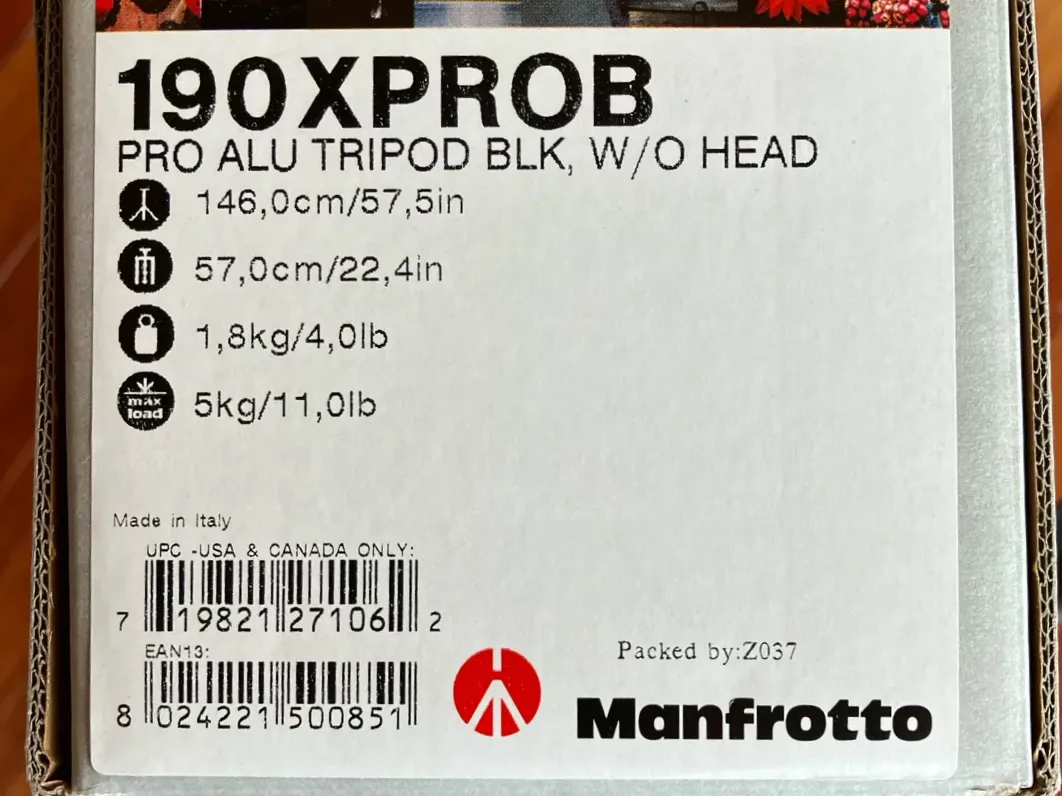 190XPROB
PRO ALU TRIPOD BLK, W/O HEAD
146,0cm/57,5in
57,0cm/22,4in
1,8kg/4,0lb
max
load
5kg/11,0lb
Made in Italy
UPC -USA & CANADA ONLY:
7 19821 27106 2
EAN13:
8 024221 500851
Packed by:Z037
Manfrotto